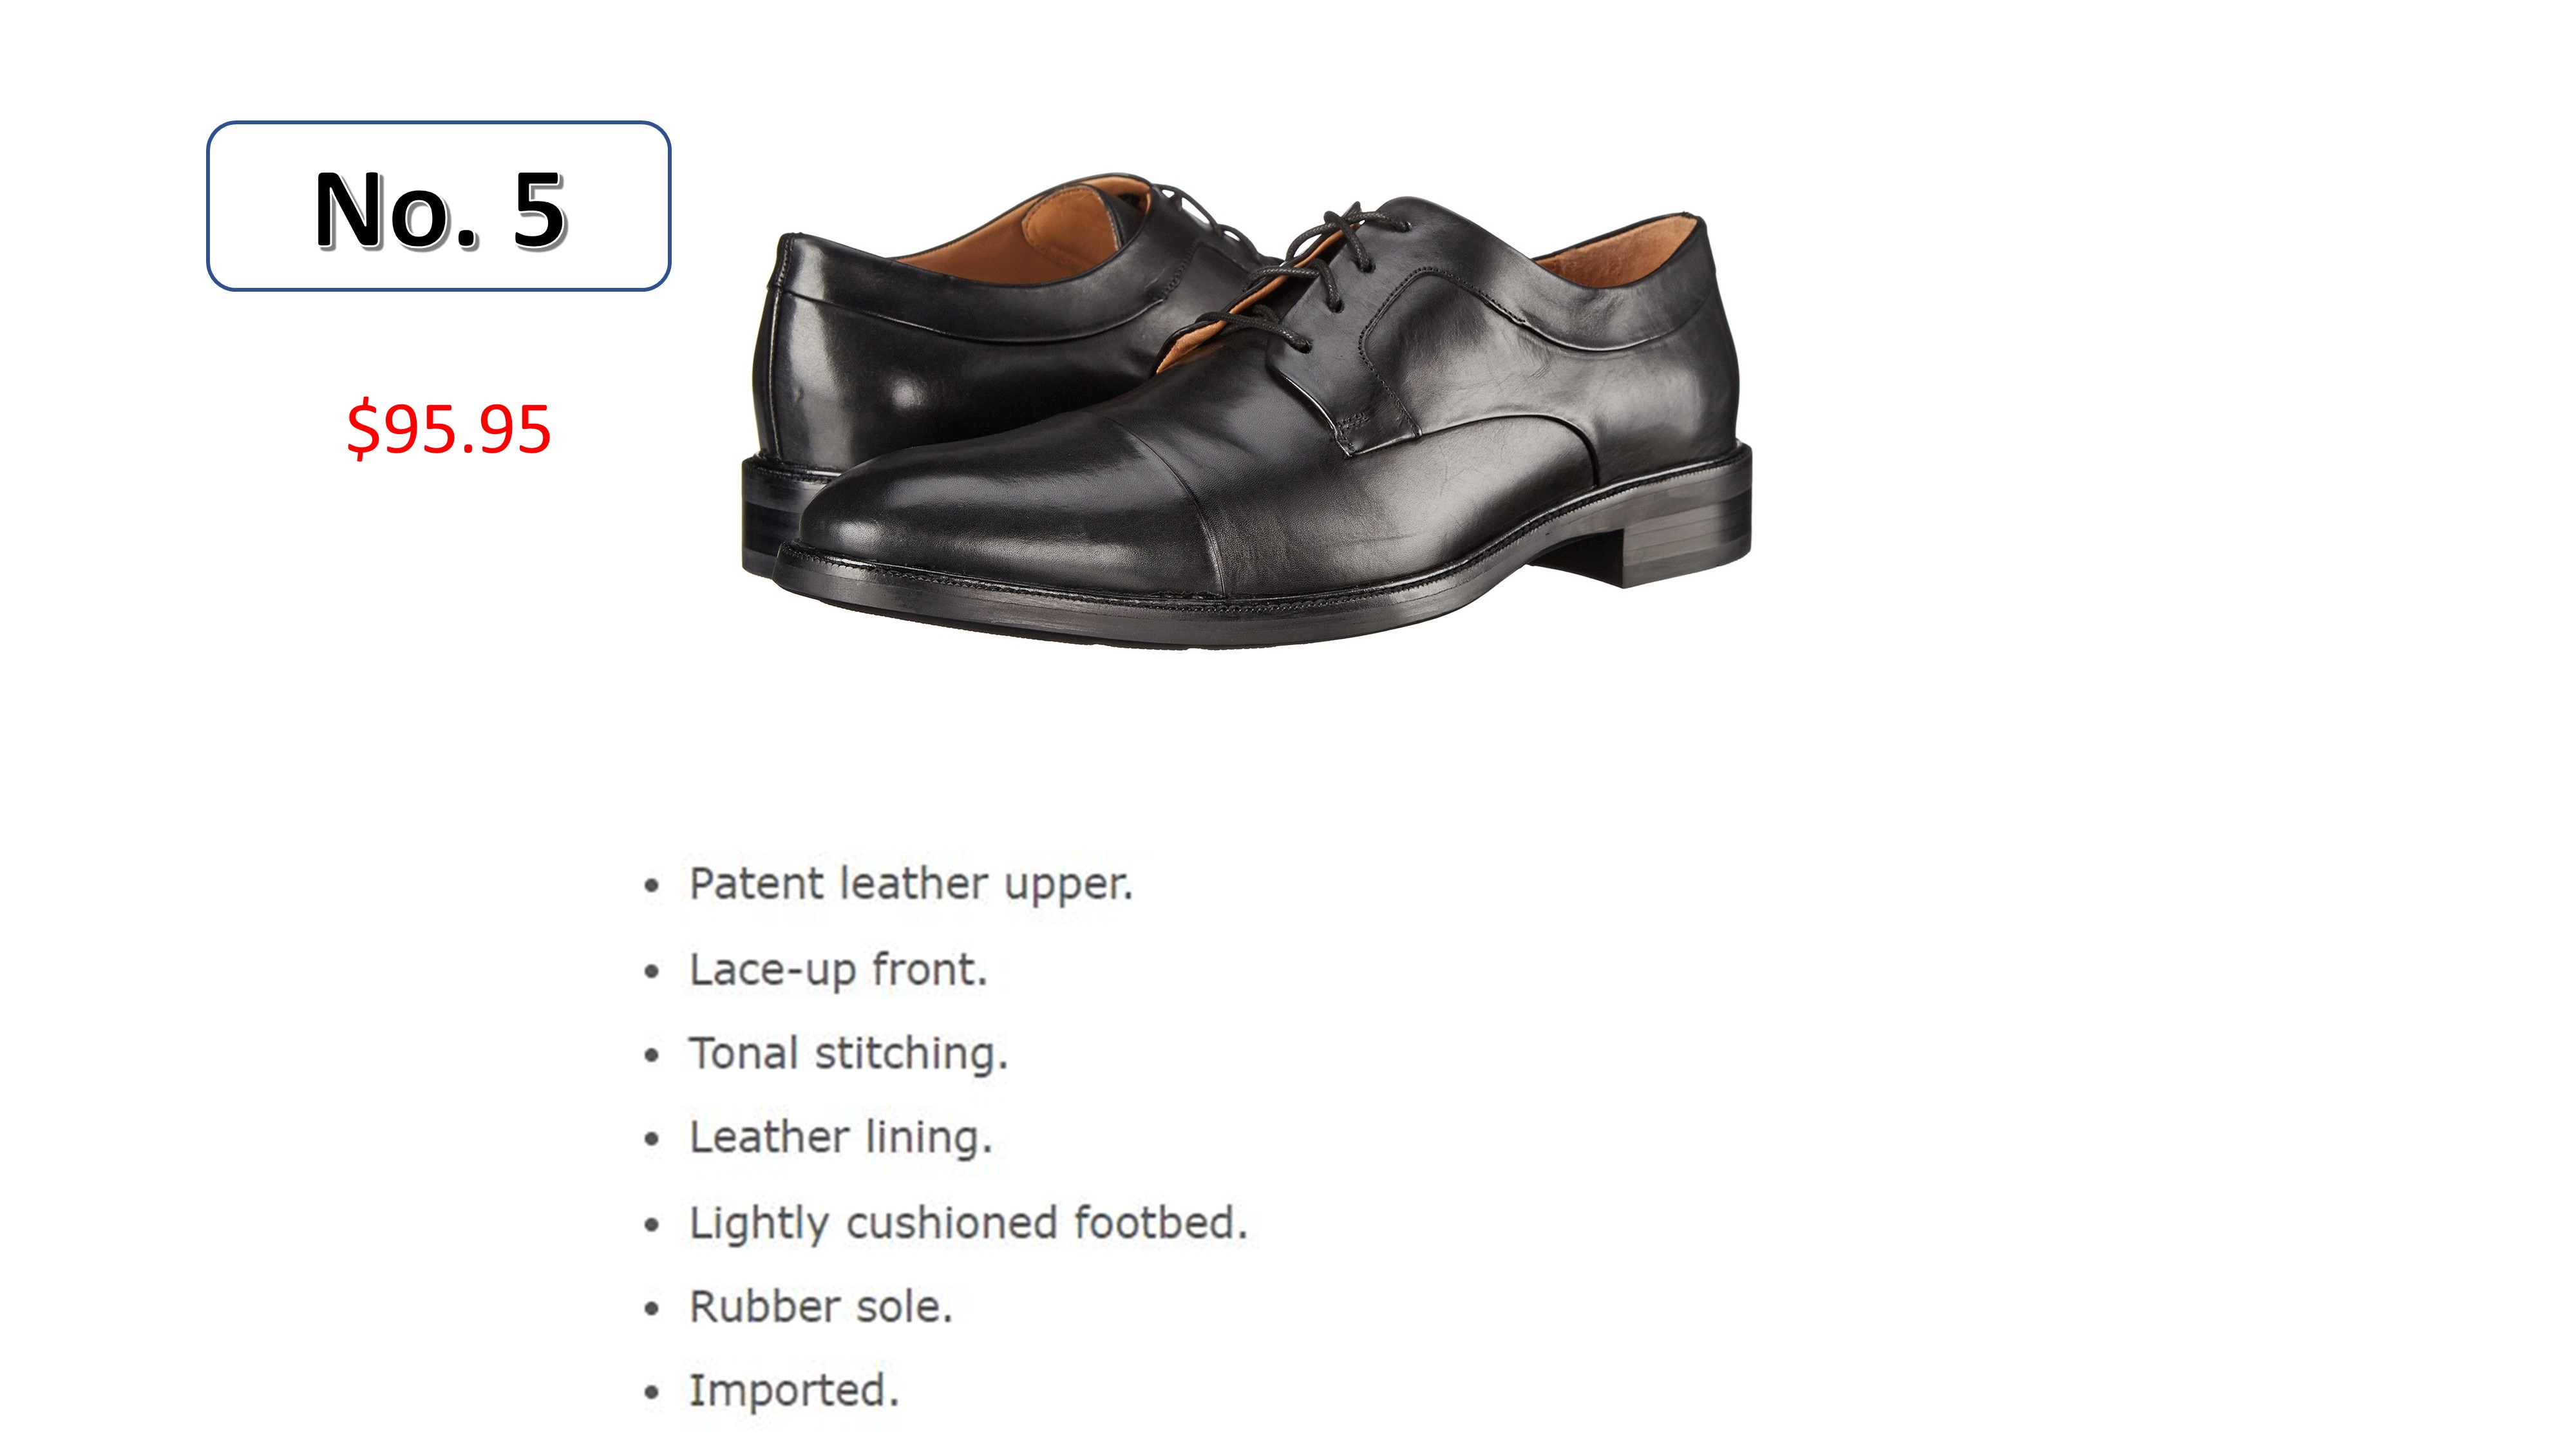 No. 5
$95.95
• Patent leather upper.
• Lace-up front.
• Tonal stitching.
• Leather lining.
• Lightly cushioned footbed.
• Rubber sole.
• Imported.